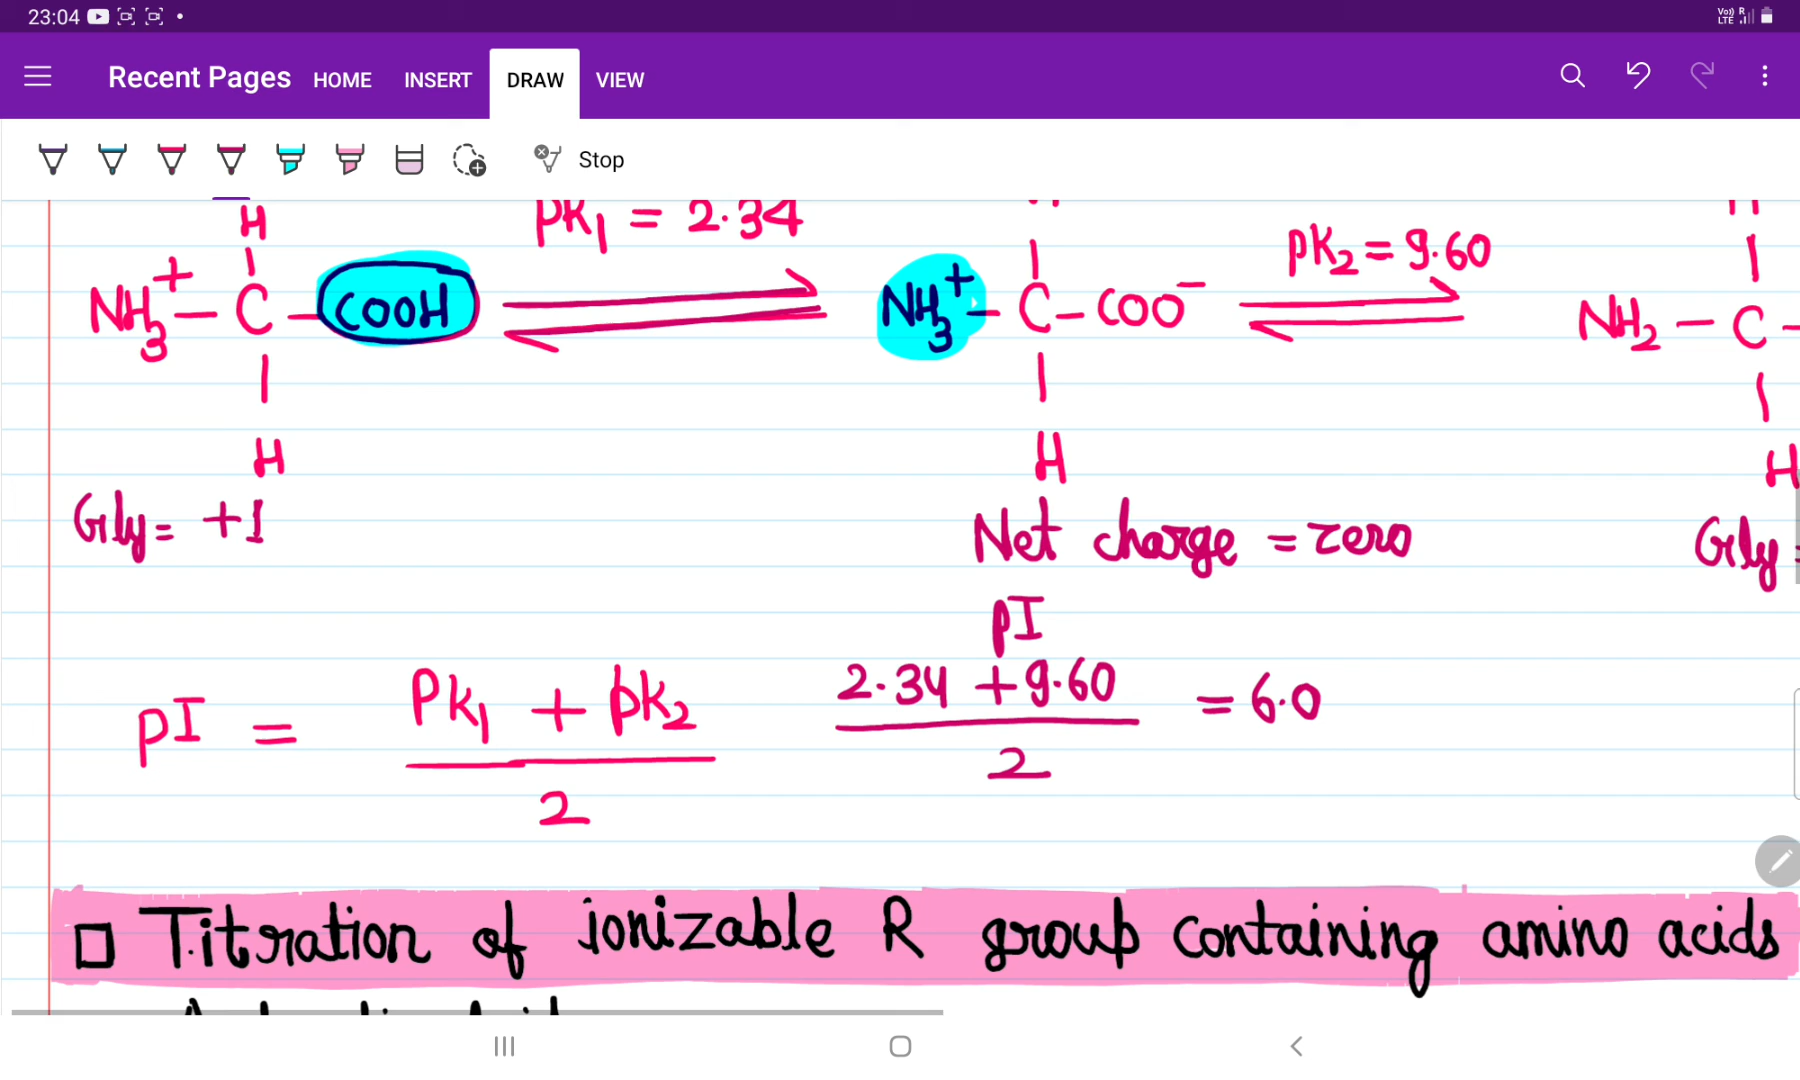 23:04
Vo)) R
LTE
Recent Pages HOME INSERT DRAW VIEW
Stop
pK1 = 2.34
pK2 = 9.60
H
NH3+ – C – COOH
NH3+ – C – COO–
NH2 – C –
H
H
H
Gly = +1
Net charge = zero
Gly =
pI
pI = Pk1 + pk2 / 2
2.34 + 9.60 / 2 = 6.0
Titration of ionizable R group containing amino acids